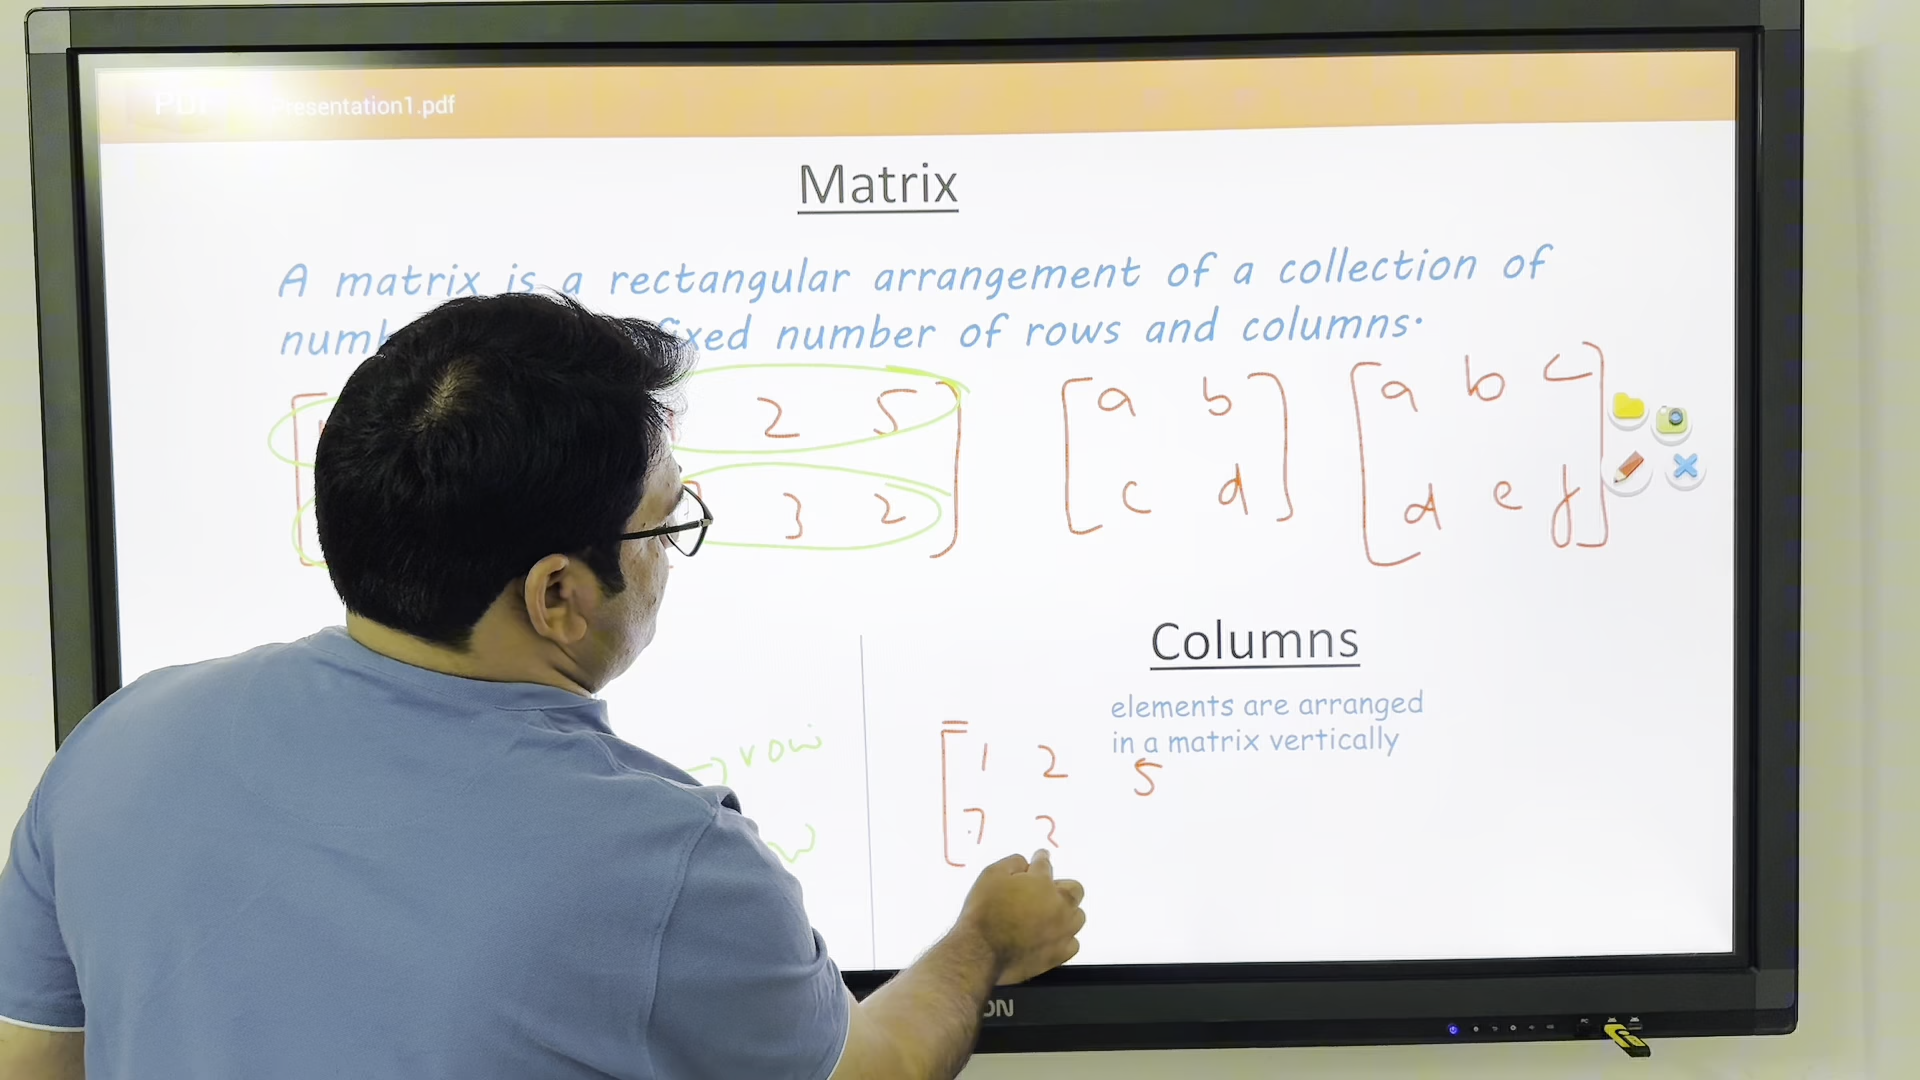 Presentation1.pdf
Matrix
A matrix is a rectangular arrangement of a collection of
fixed number of rows and columns.
2 5
3 2
a b
c d
a b c
d e f
Columns
elements are arranged
in a matrix vertically
→ row
1 2 5
7 3